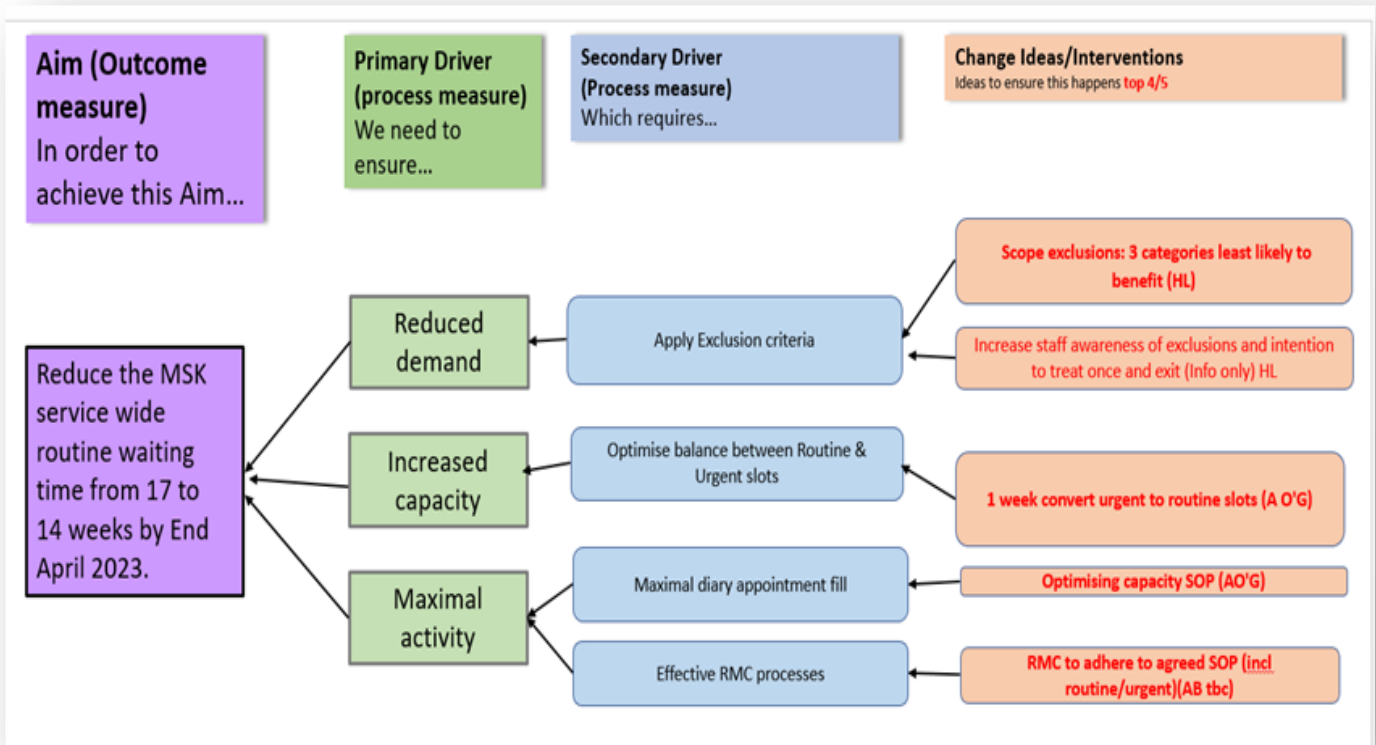 Aim (Outcome
measure)
In order to
achieve this Aim...
Primary Driver
(process measure)
We need to
ensure...
Secondary Driver
(Process measure)
Which requires...
Change Ideas/Interventions
Ideas to ensure this happens top 4/5
Reduce the MSK
service wide
routine waiting
time from 17 to
14 weeks by End
April 2023.
Reduced
demand
Increased
capacity
Maximal
activity
Apply Exclusion criteria
Optimise balance between Routine &
Urgent slots
Maximal diary appointment fill
Effective RMC processes
Scope exclusions: 3 categories least likely to
benefit (HL)
Increase staff awareness of exclusions and intention
to treat once and exit (Info only) HL
1 week convert urgent to routine slots (A O'G)
Optimising capacity SOP (AO'G)
RMC to adhere to agreed SOP (incl
routine/urgent)(AB tbc)